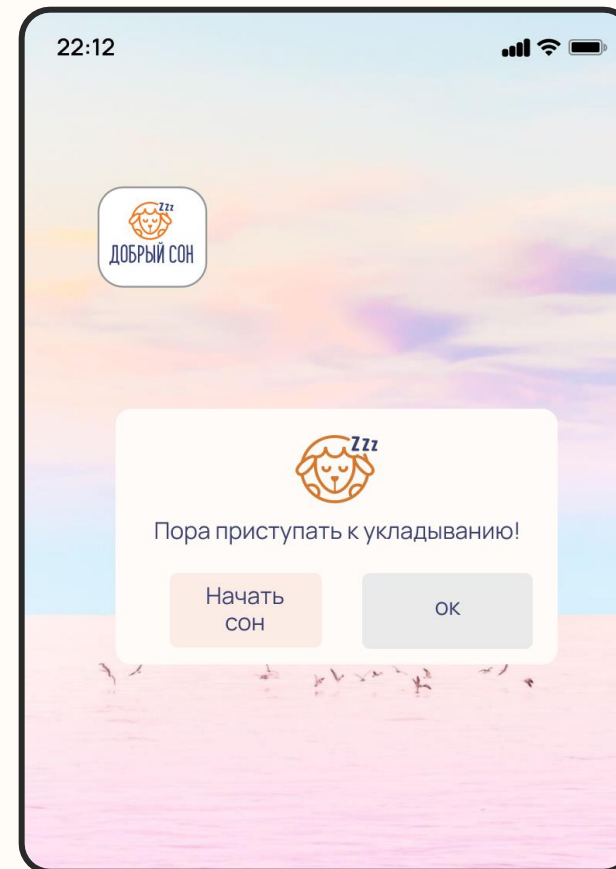 22:12
Zzz
ДОБРЫЙ СОН
Zzz
Пора приступать к укладыванию!
Начать
сон
ок